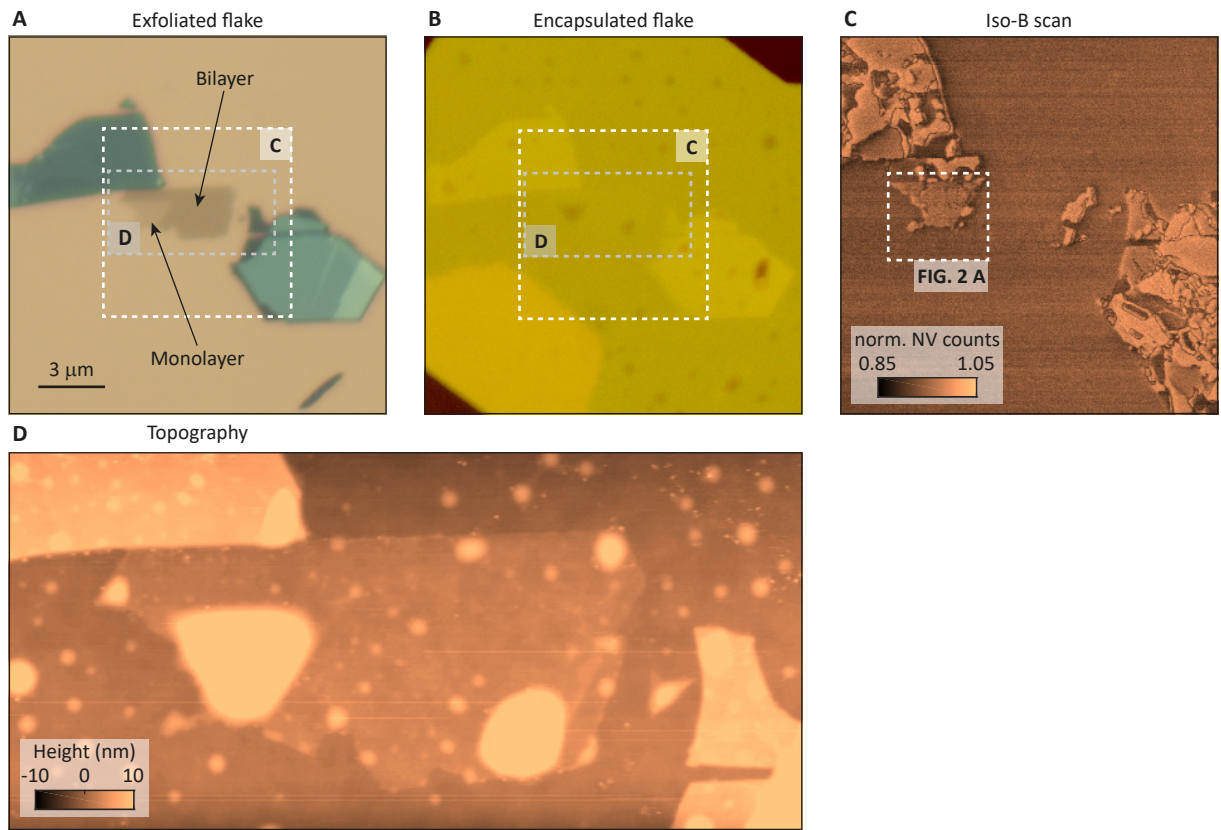 A Exfoliated flake
Bilayer
C
D
Monolayer
3 μm
B Encapsulated flake
C
D
C Iso-B scan
FIG. 2 A
norm. NV counts
0.85 1.05
D Topography
Height (nm)
-10 0 10